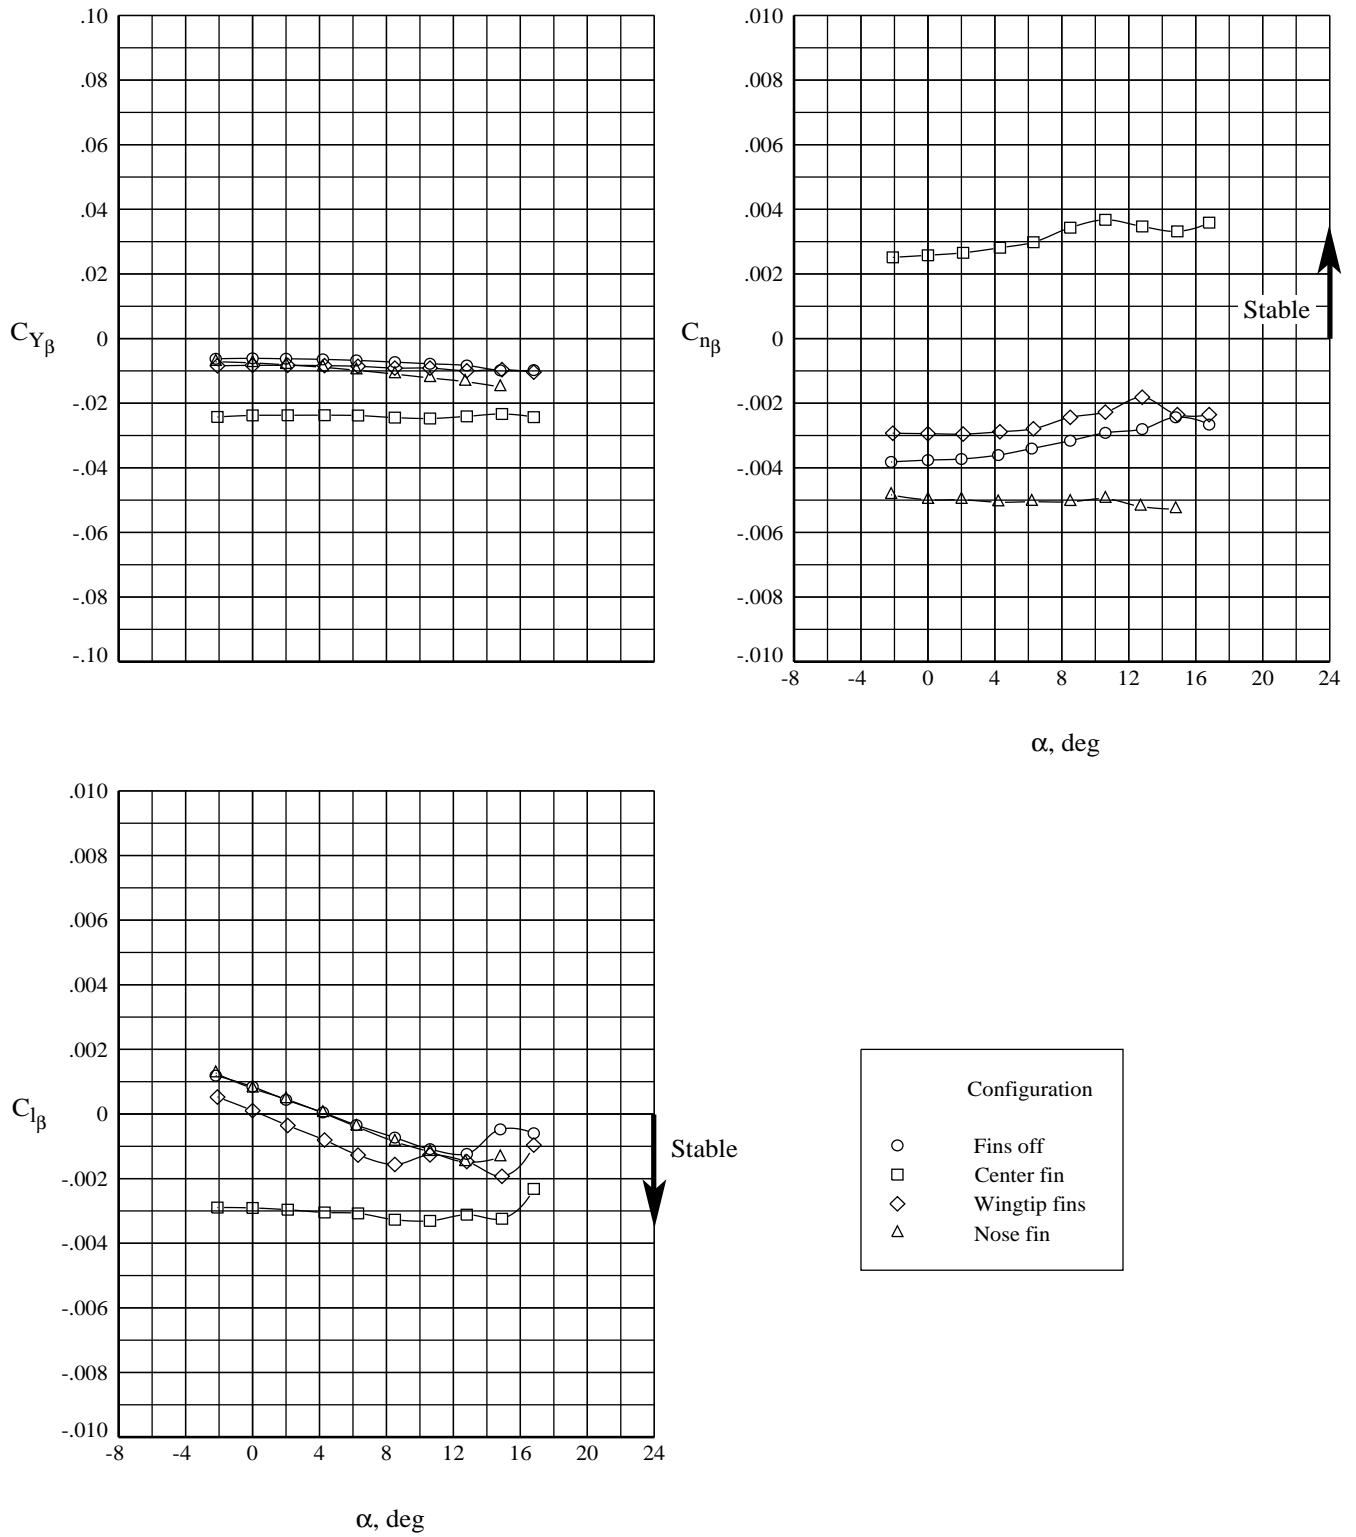 .10
.08
.06
.04
.02
0
-.02
-.04
-.06
-.08
-.10
CYβ
.010
.008
.006
.004
.002
0
-.002
-.004
-.006
-.008
-.010
Cnβ
Stable
-8 -4 0 4 8 12 16 20 24
α, deg
.010
.008
.006
.004
.002
0
-.002
-.004
-.006
-.008
-.010
Clβ
Stable
-8 -4 0 4 8 12 16 20 24
α, deg
Configuration
Fins off
Center fin
Wingtip fins
Nose fin